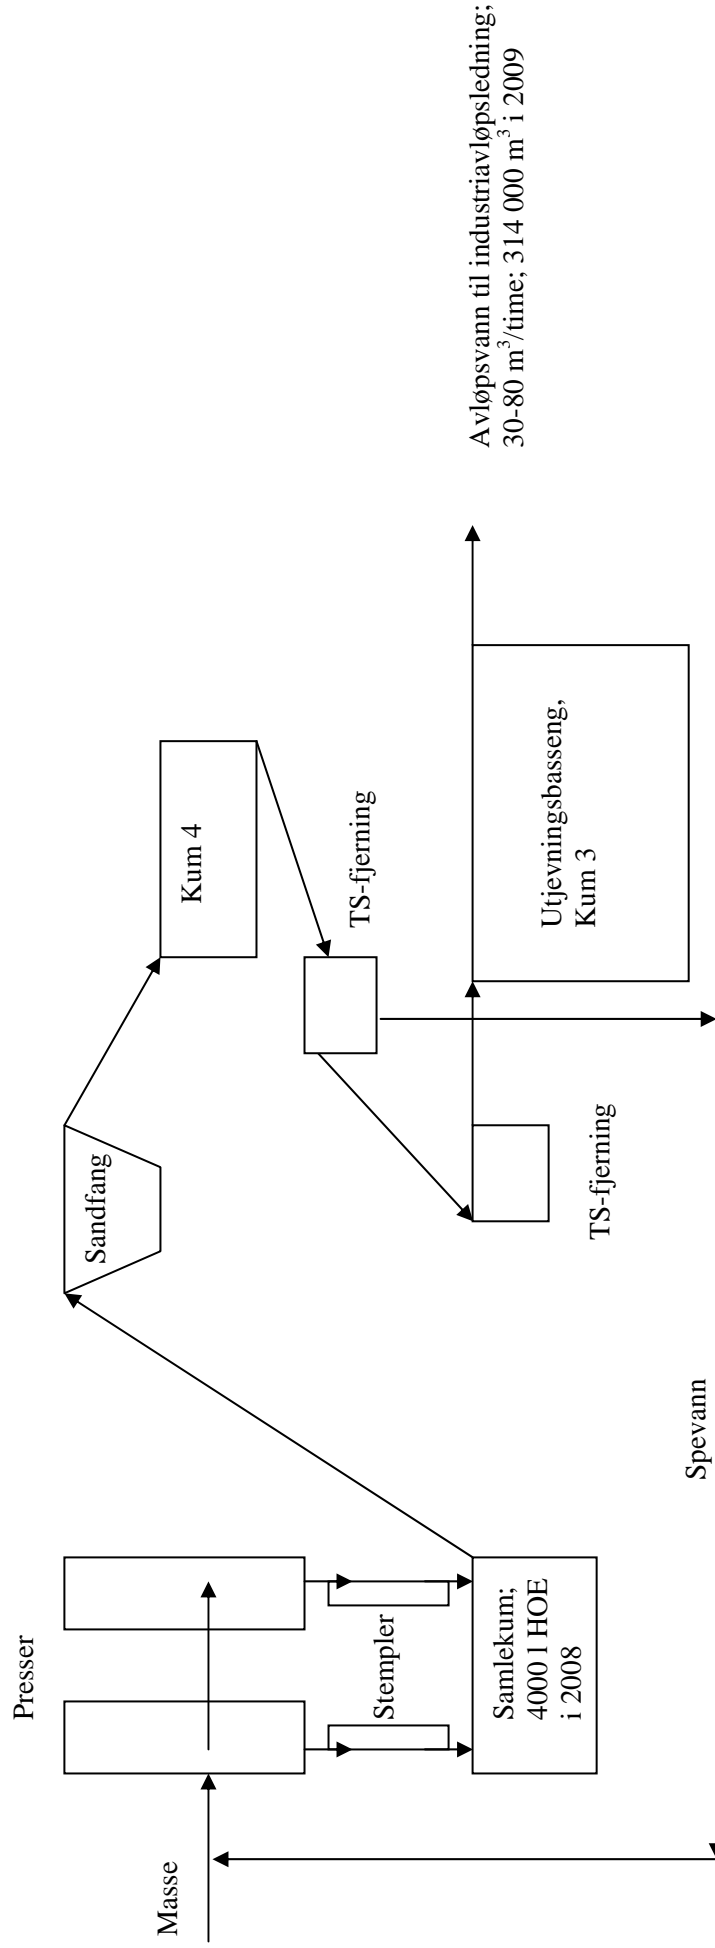 Masse
Presser
Stempler
Samlekum;
4000 l HOE
i 2008
Spevann
Sandfang
Kum 4
TS-fjerning
TS-fjerning
Utjevningsbasseng,
Kum 3
Avløpsvann til industriavløpsledning;
30-80 m³/time; 314 000 m³ i 2009